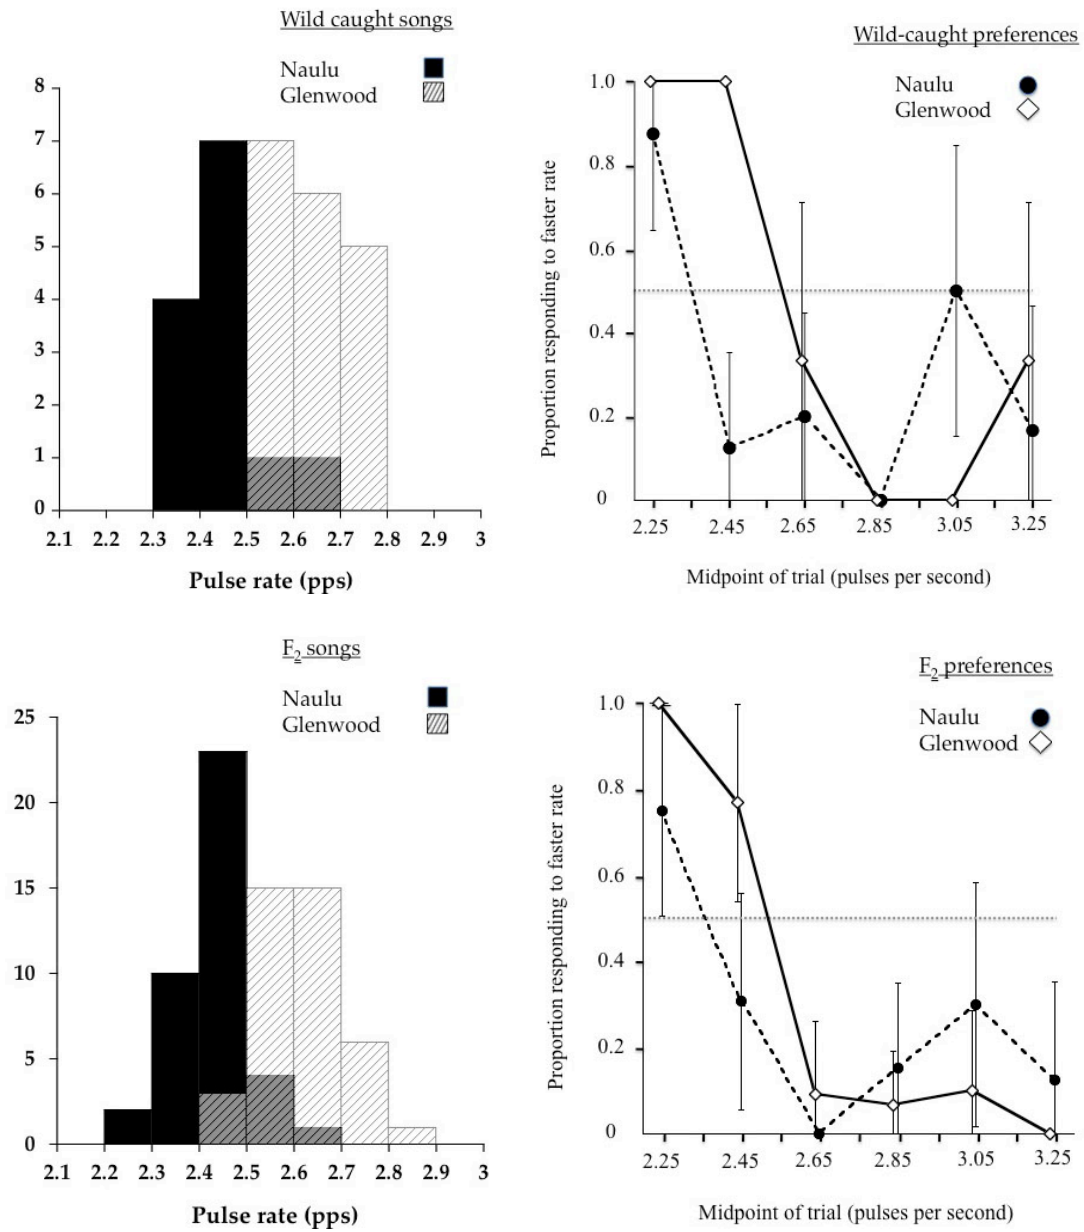 Wild caught songs
Naulu
Glenwood
8
7
6
5
4
3
2
1
0
2.1 2.2 2.3 2.4 2.5 2.6 2.7 2.8 2.9 3
Pulse rate (pps)
Wild-caught preferences
Naulu
Glenwood
Proportion responding to faster rate
1.0
0.8
0.6
0.4
0.2
0
2.25 2.45 2.65 2.85 3.05 3.25
Midpoint of trial (pulses per second)
F2 songs
Naulu
Glenwood
25
20
15
10
5
0
2.1 2.2 2.3 2.4 2.5 2.6 2.7 2.8 2.9 3
Pulse rate (pps)
F2 preferences
Naulu
Glenwood
Proportion responding to faster rate
1.0
0.8
0.6
0.4
0.2
0
2.25 2.45 2.65 2.85 3.05 3.25
Midpoint of trial (pulses per second)